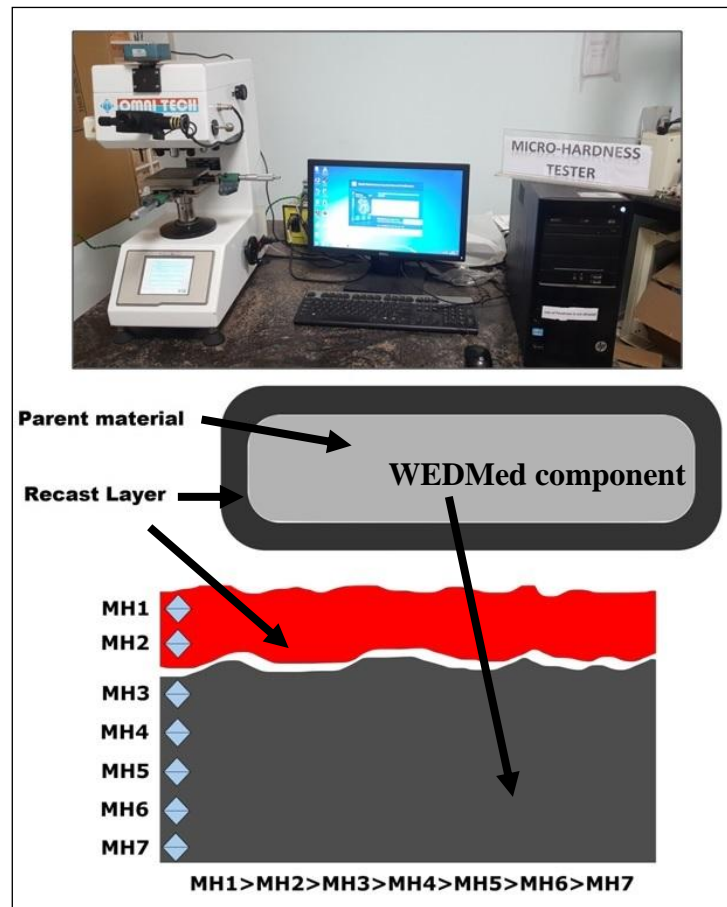 OMNI TECH
MICRO-HARDNESS
TESTER
Parent material
WEDMed component
Recast Layer
MH1
MH2
MH3
MH4
MH5
MH6
MH7
MH1>MH2>MH3>MH4>MH5>MH6>MH7